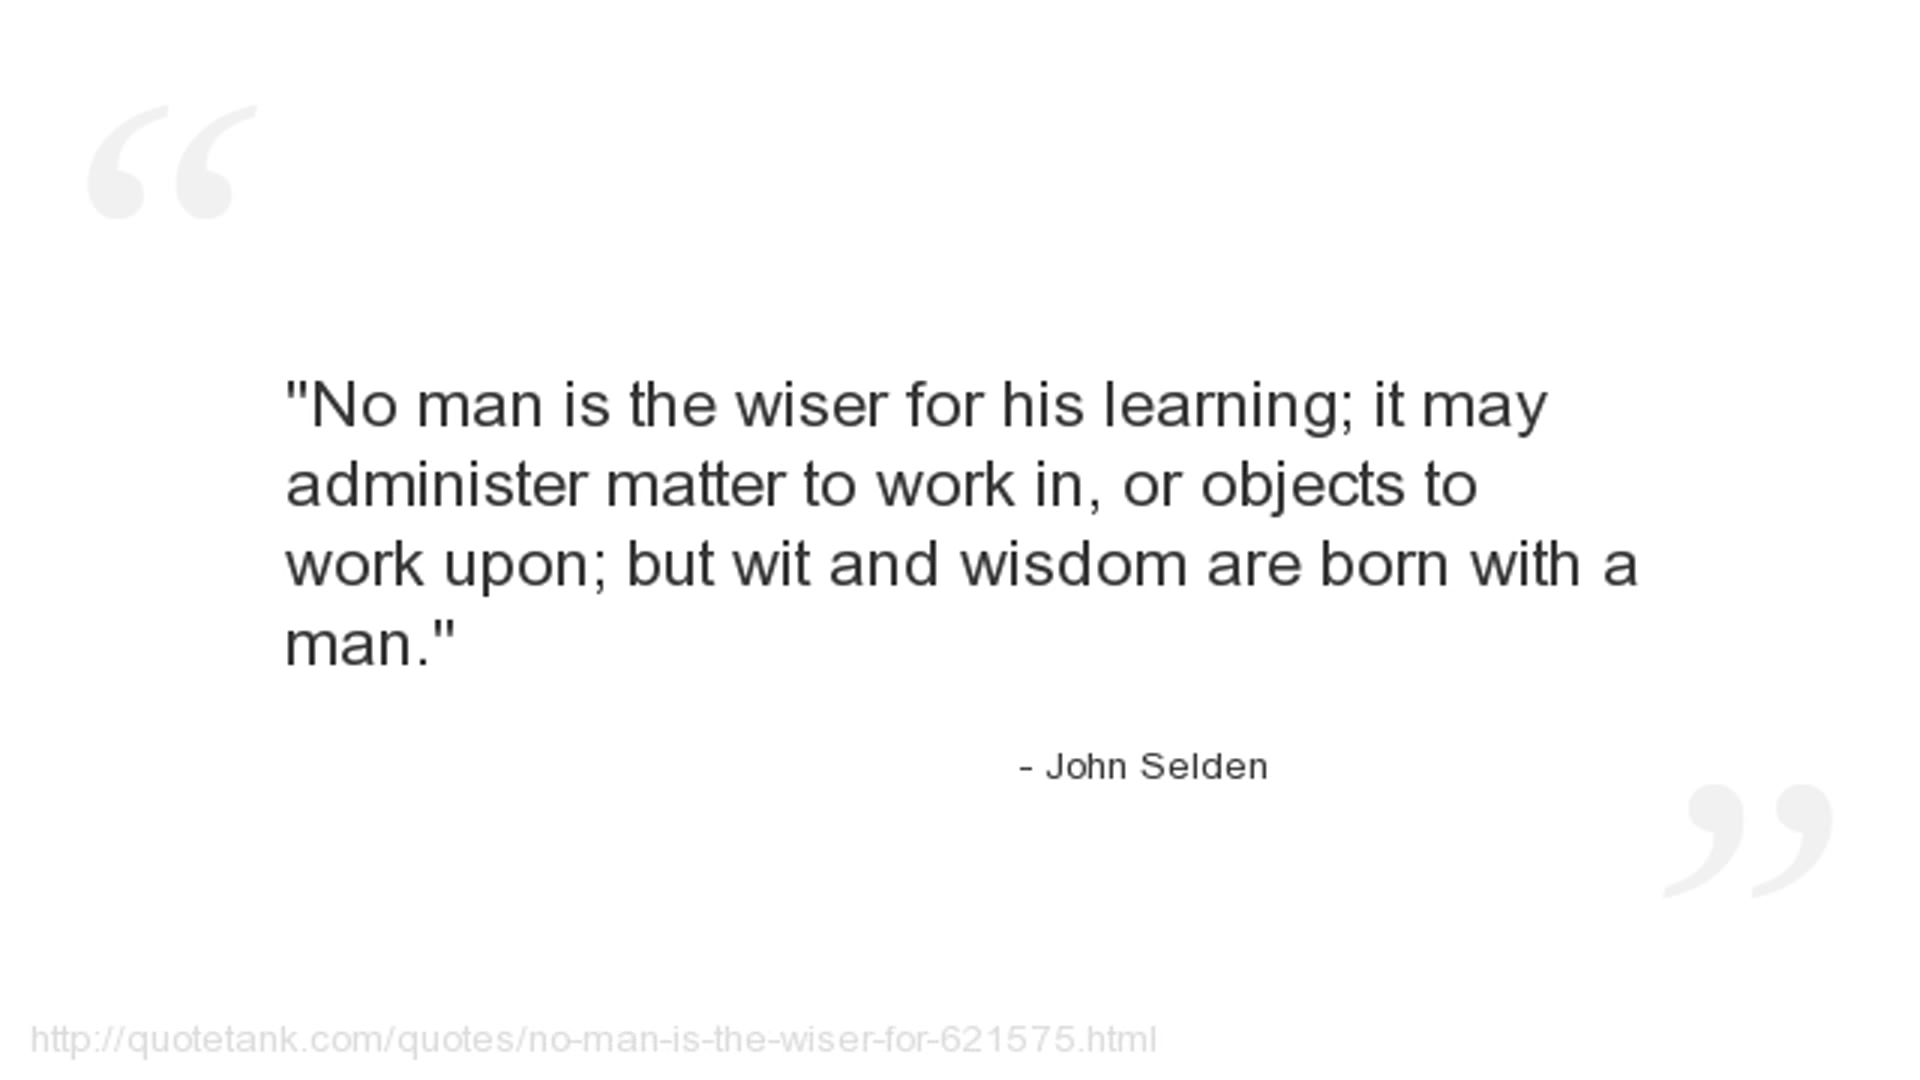 "No man is the wiser for his learning; it may
administer matter to work in, or objects to
work upon; but wit and wisdom are born with a
man."
- John Selden
http://quotetank.com/quotes/no-man-is-the-wiser-for-621575.html